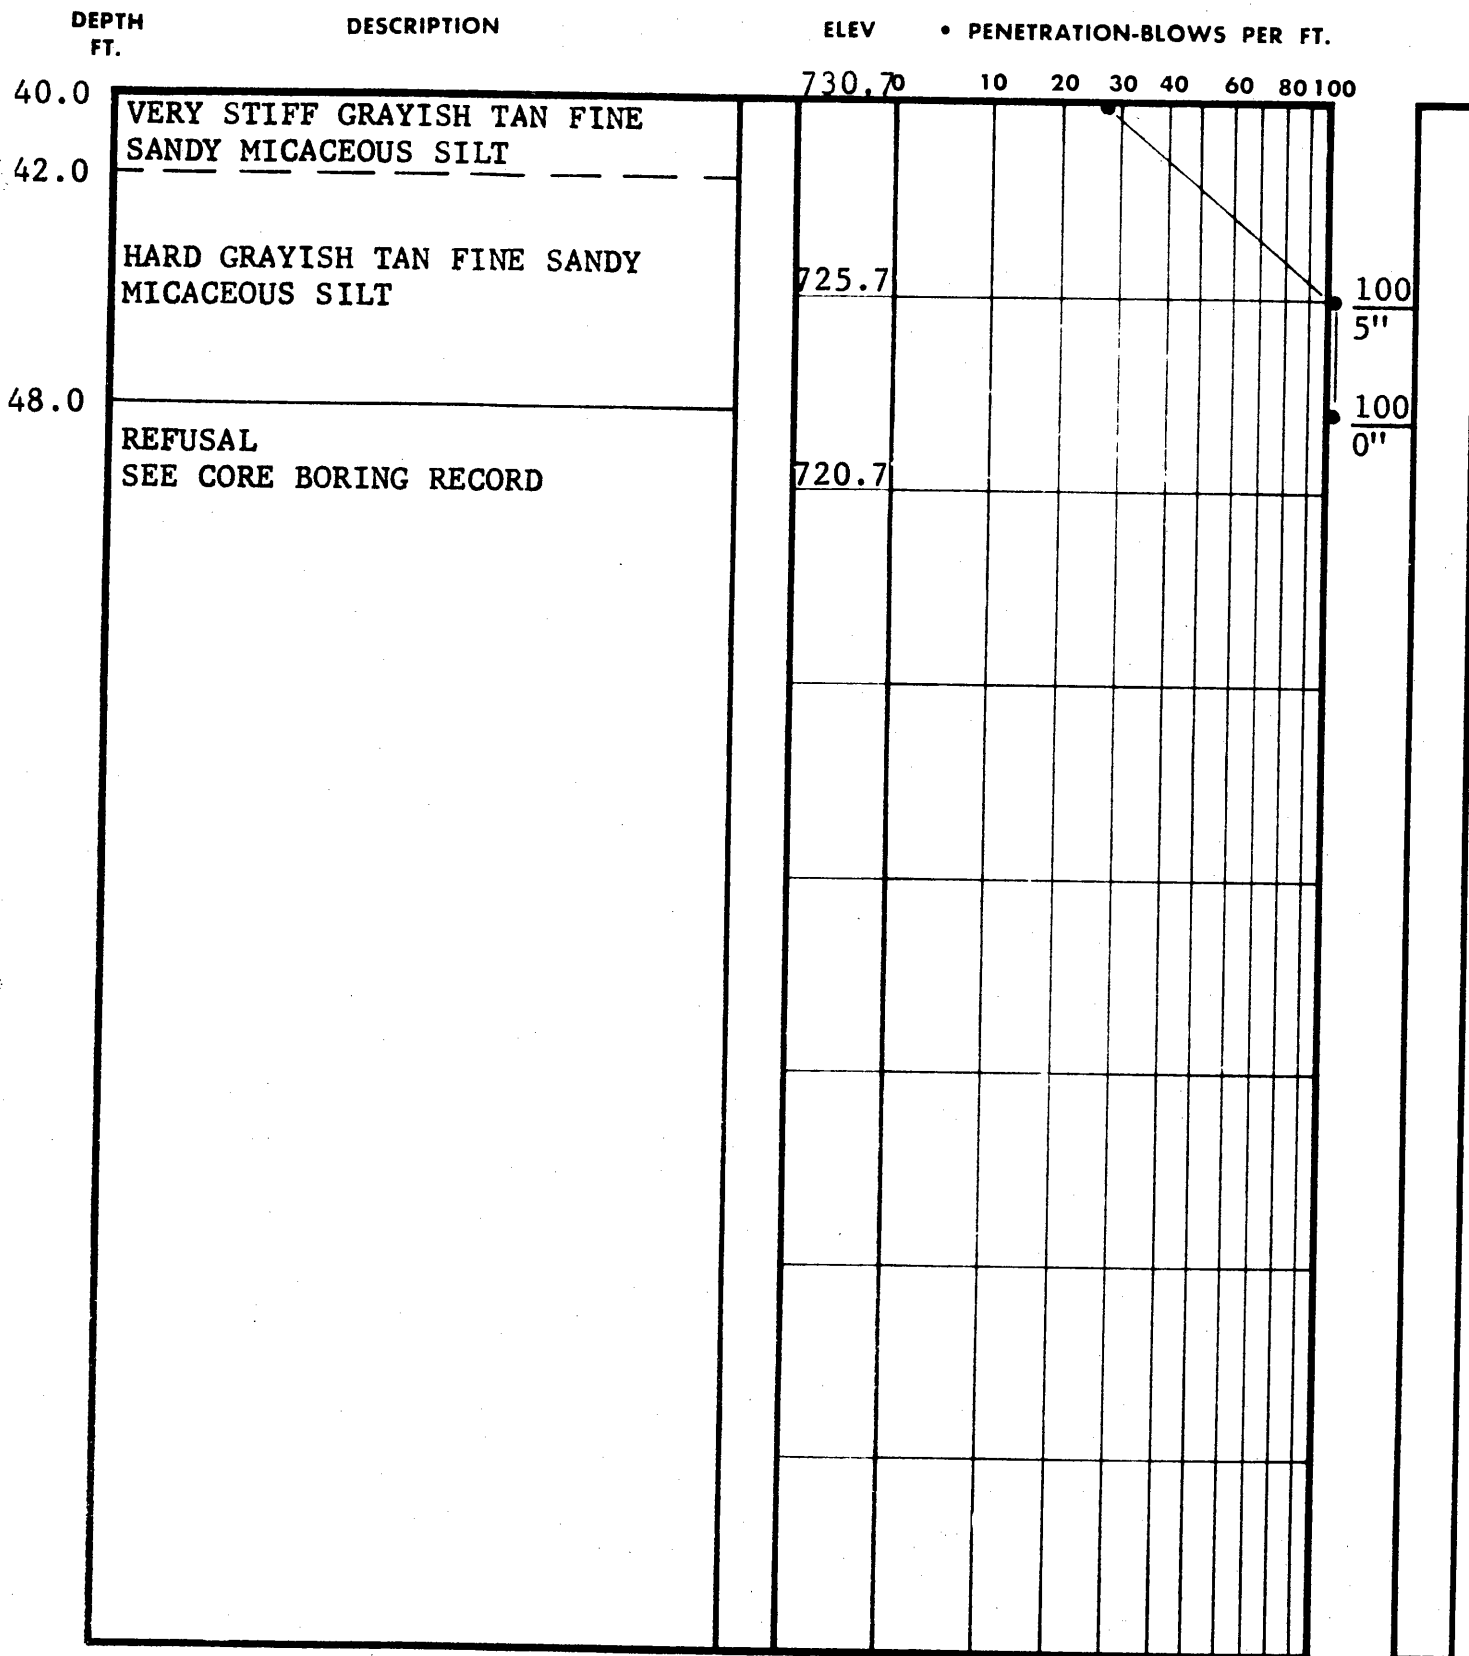 DEPTH FT. DESCRIPTION ELEV • PENETRATION-BLOWS PER FT.
730.7 0 10 20 30 40 60 80 100
40.0 VERY STIFF GRAYISH TAN FINE
SANDY MICACEOUS SILT
42.0
HARD GRAYISH TAN FINE SANDY
MICACEOUS SILT
725.7 100
5"
48.0 100
0"
REFUSAL
SEE CORE BORING RECORD
720.7